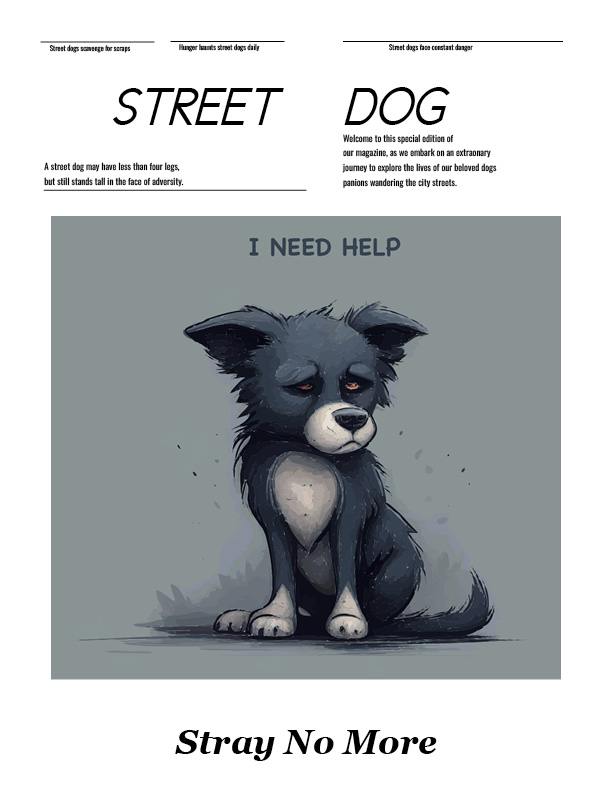 Street dogs scavenge for scraps
Hunger haunts street dogs daily
Street dogs face constant danger
STREET DOG
A street dog may have less than four legs,
but still stands tall in the face of adversity.
Welcome to this special edition of
our magazine, as we embark on an extraonary
journey to explore the lives of our beloved dogs
panions wandering the city streets.
I NEED HELP
Stray No More